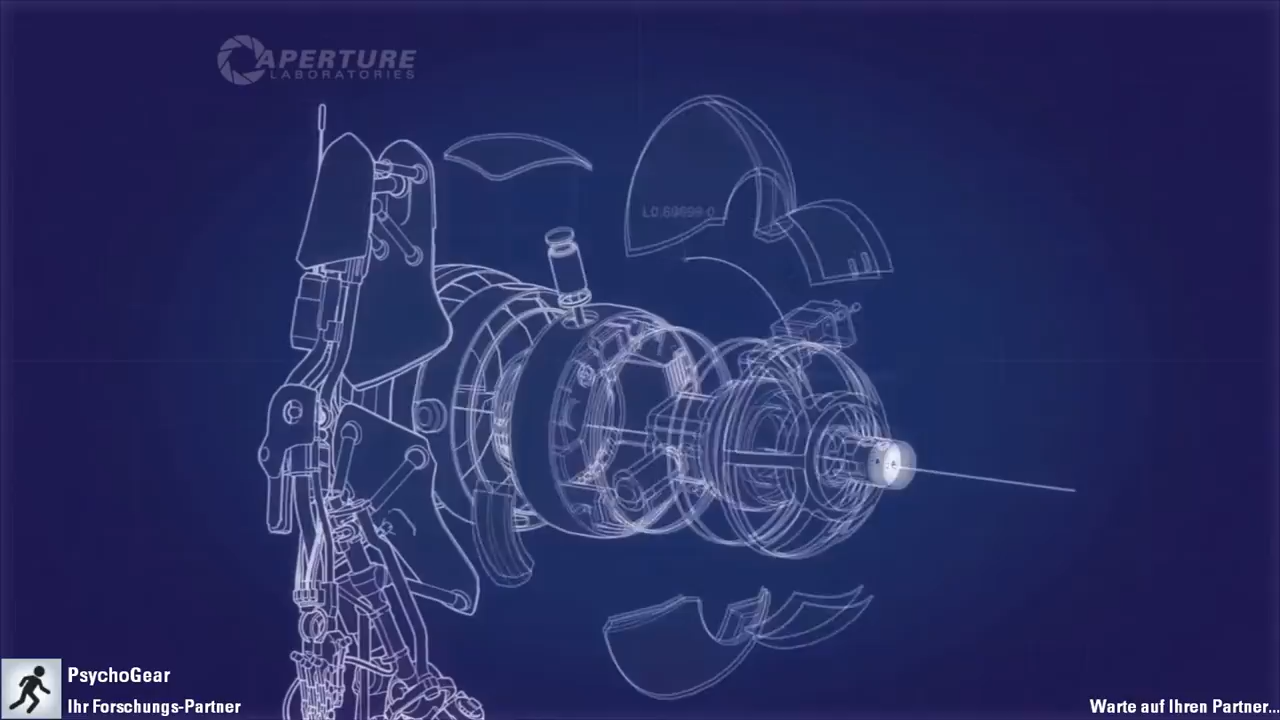 APERTURE
LABORATORIES
PsychoGear
Ihr Forschungs-Partner
Warte auf Ihren Partner...